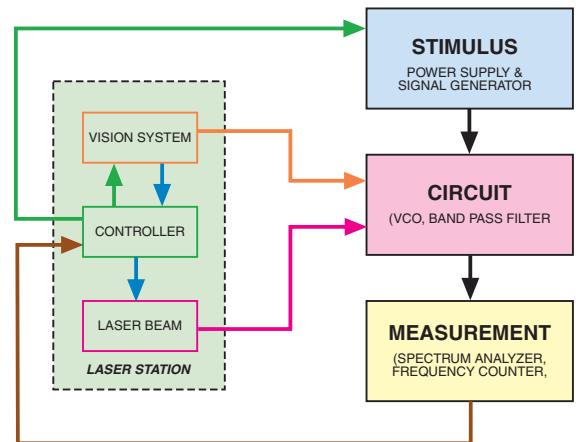 STIMULUS
POWER SUPPLY &
SIGNAL GENERATOR
VISION SYSTEM
CONTROLLER
LASER BEAM
LASER STATION
CIRCUIT
(VCO, BAND PASS FILTER
MEASUREMENT
(SPECTRUM ANALYZER,
FREQUENCY COUNTER,